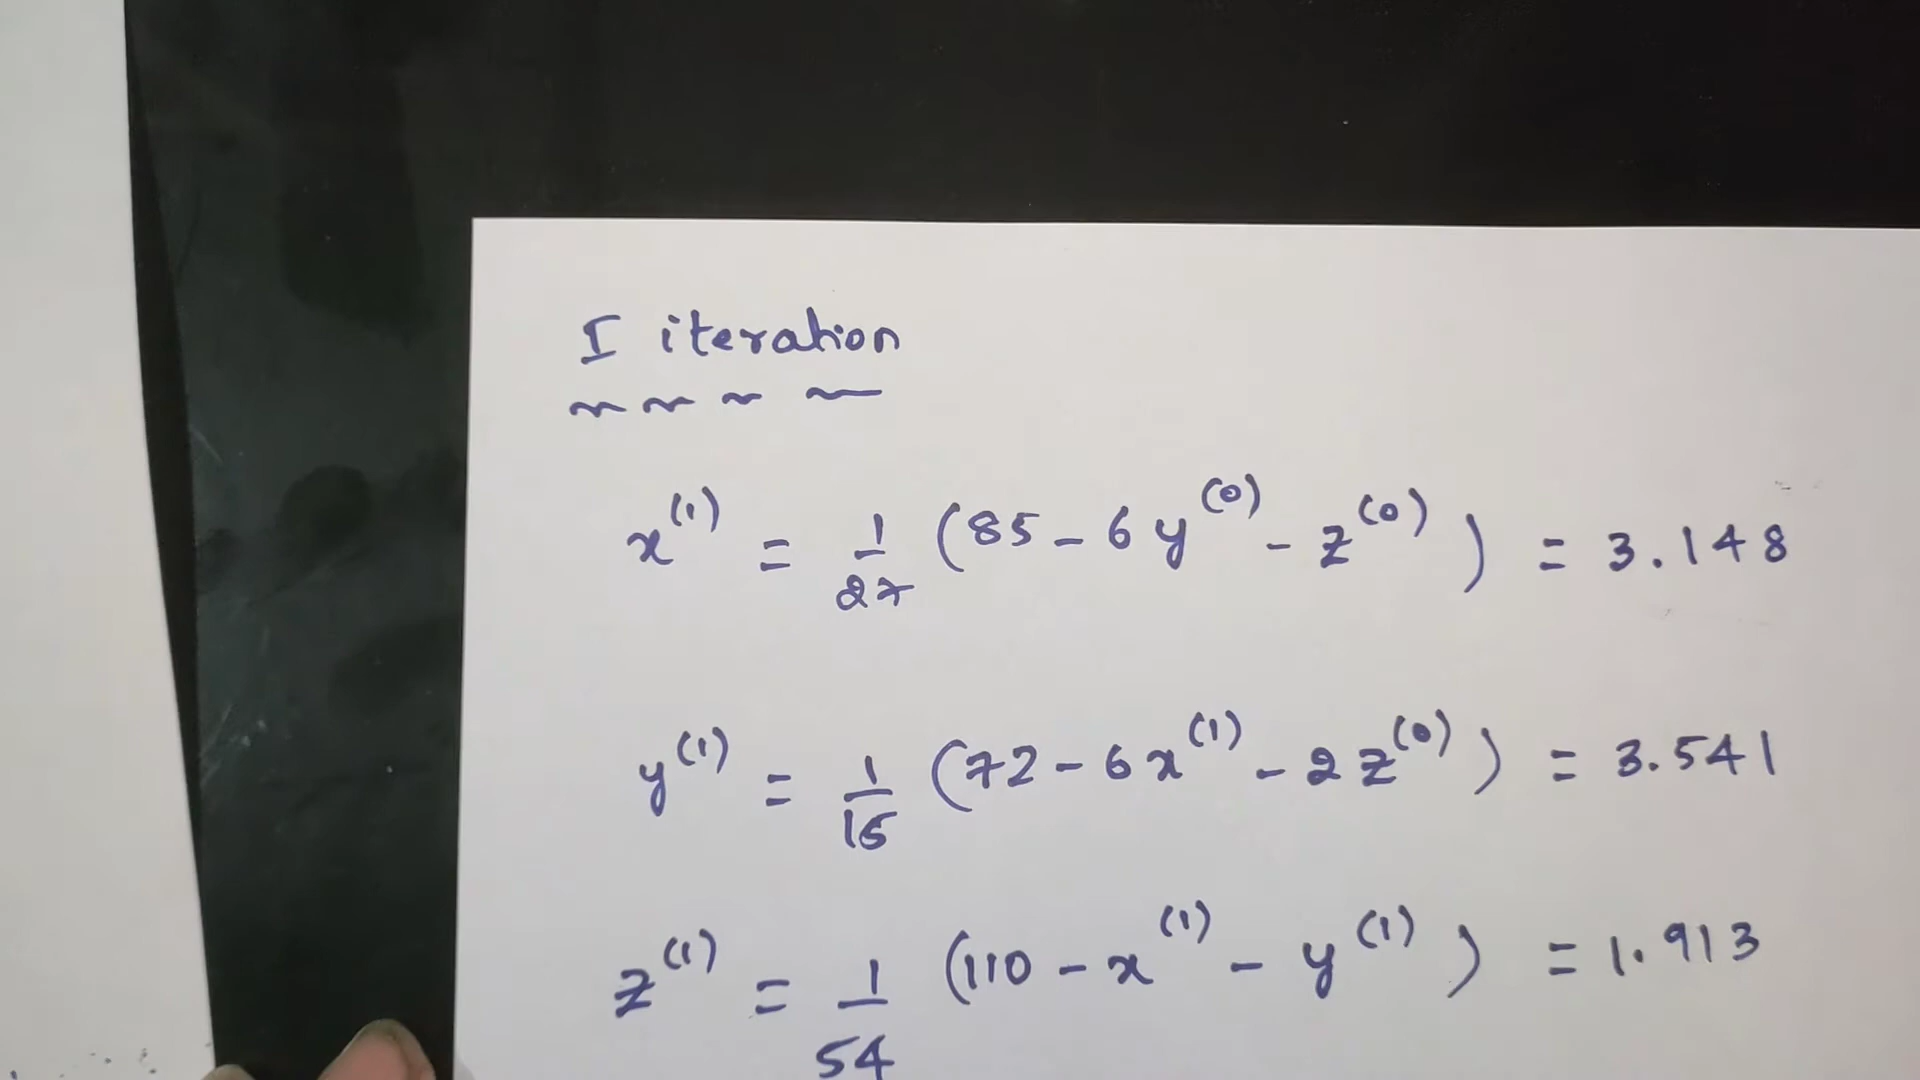 I iteration
x^(1) = 1/27 (85 - 6y^(0) - z^(0)) = 3.148
y^(1) = 1/15 (72 - 6x^(1) - 2z^(0)) = 3.541
z^(1) = 1/54 (110 - x^(1) - y^(1)) = 1.913